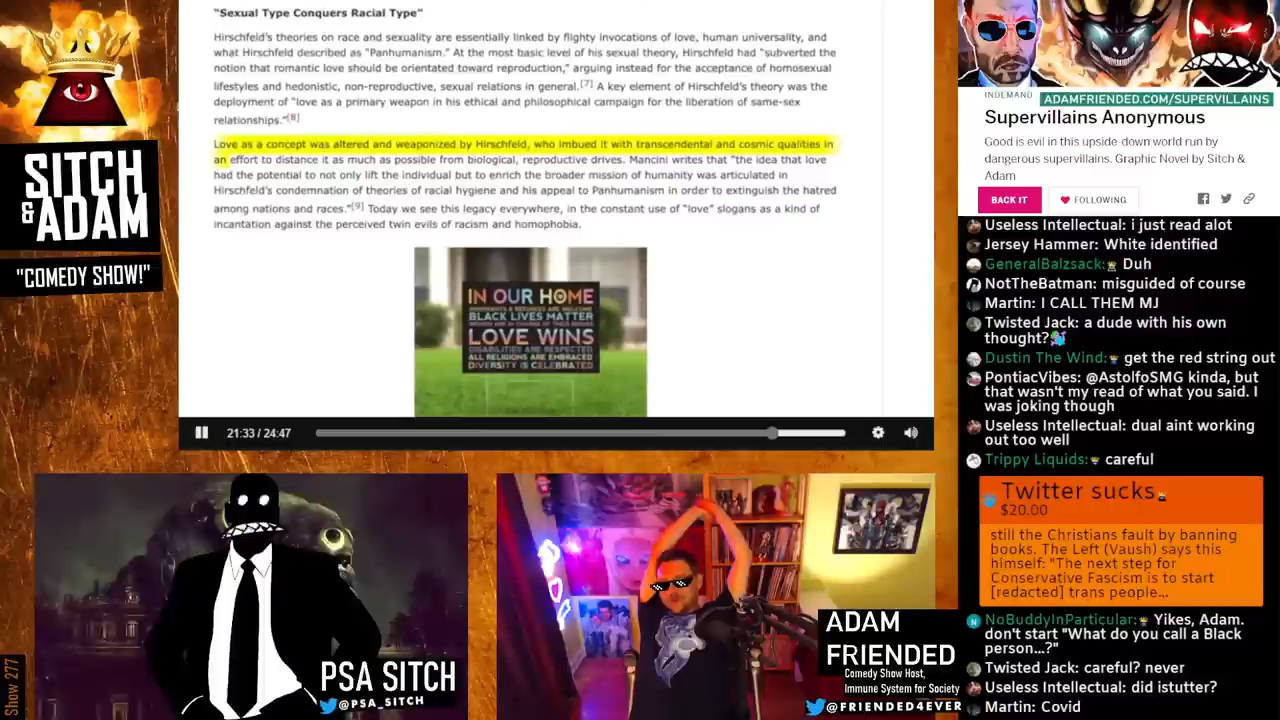 "Sexual Type Conquers Racial Type"
Hirschfeld's theories on race and sexuality are essentially linked by flighty invocations of love, human universality, and
what Hirschfeld described as "Panhumanism." At the most basic level of his sexual theory, Hirschfeld had "subverted the
notion that romantic love should be orientated toward reproduction," arguing instead for the acceptance of homosexual
lifestyles and hedonistic, non-reproductive, sexual relations in general.[7] A key element of Hirschfeld's theory was the
deployment of "love as a primary weapon in his ethical and philosophical campaign for the liberation of same-sex
relationships."[8]
Love as a concept was altered and weaponized by Hirschfeld, who imbued it with transcendental and cosmic qualities in
an effort to distance it as much as possible from biological, reproductive drives. Mancini writes that "the idea that love
had the potential to not only lift the individual but to enrich the broader mission of humanity was articulated in
Hirschfeld's condemnation of theories of racial hygiene and his appeal to Panhumanism in order to extinguish the hatred
among nations and races."[9] Today we see this legacy everywhere, in the constant use of "love" slogans as a kind of
incantation against the perceived twin evils of racism and homophobia.
IN OUR HOME
BLACK LIVES MATTER
LOVE WINS
DISABILITIES ARE RESPECTED
ALL RELIGIONS ARE EMBRACED
DIVERSITY IS CELEBRATED
21:33 / 24:47
SITCH
& ADAM
"COMEDY SHOW!"
Show 277
PSA SITCH
@PSA_SITCH
ADAM
FRIENDED
Comedy Show Host,
Immune System for Society
@FRIENDED4EVER
INDEMAND
ADAMFRIENDED.COM/SUPERVILLAINS
Supervillains Anonymous
Good is evil in this upside-down world run by
dangerous supervillains. Graphic Novel by Sitch &
Adam
BACK IT
FOLLOWING
Useless Intellectual: i just read alot
Jersey Hammer: White identified
GeneralBalzsack: Duh
NotTheBatman: misguided of course
Martin: I CALL THEM MJ
Twisted Jack: a dude with his own
thought?
Dustin The Wind: get the red string out
PontiacVibes: @AstolfoSMG kinda, but
that wasn't my read of what you said. I
was joking though
Useless Intellectual: dual aint working
out too well
Trippy Liquids: careful
Twitter sucks
$20.00
still the Christians fault by banning
books. The Left (Vaush) says this
himself: "The next step for
Conservative Fascism is to start
[redacted] trans people...
NoBuddyInParticular: Yikes, Adam.
don't start "What do you call a Black
person...?"
Twisted Jack: careful? never
Useless Intellectual: did istutter?
Martin: Covid